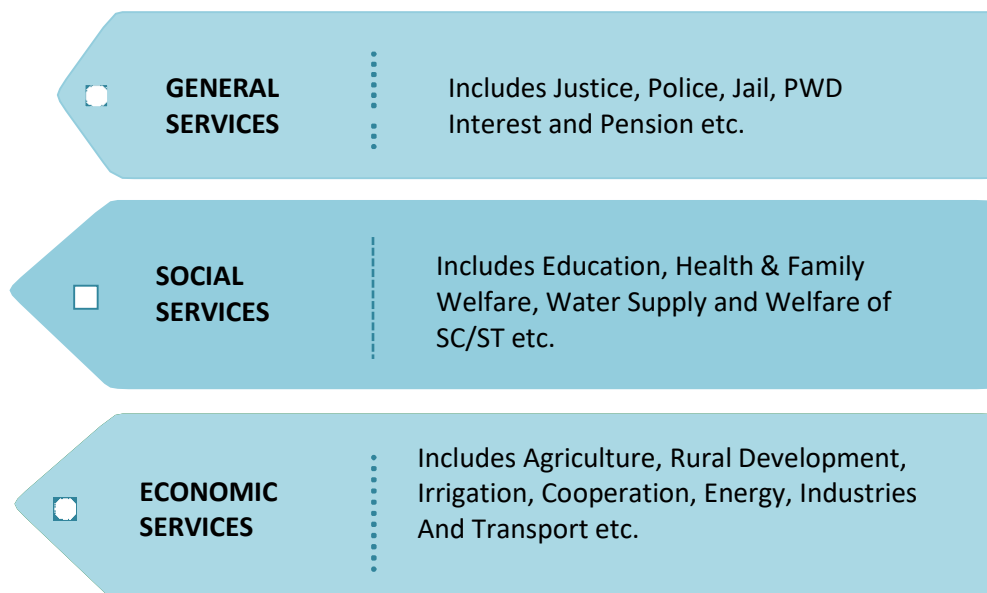 GENERAL
SERVICES
Includes Justice, Police, Jail, PWD
Interest and Pension etc.
SOCIAL
SERVICES
Includes Education, Health & Family
Welfare, Water Supply and Welfare of
SC/ST etc.
ECONOMIC
SERVICES
Includes Agriculture, Rural Development,
Irrigation, Cooperation, Energy, Industries
And Transport etc.